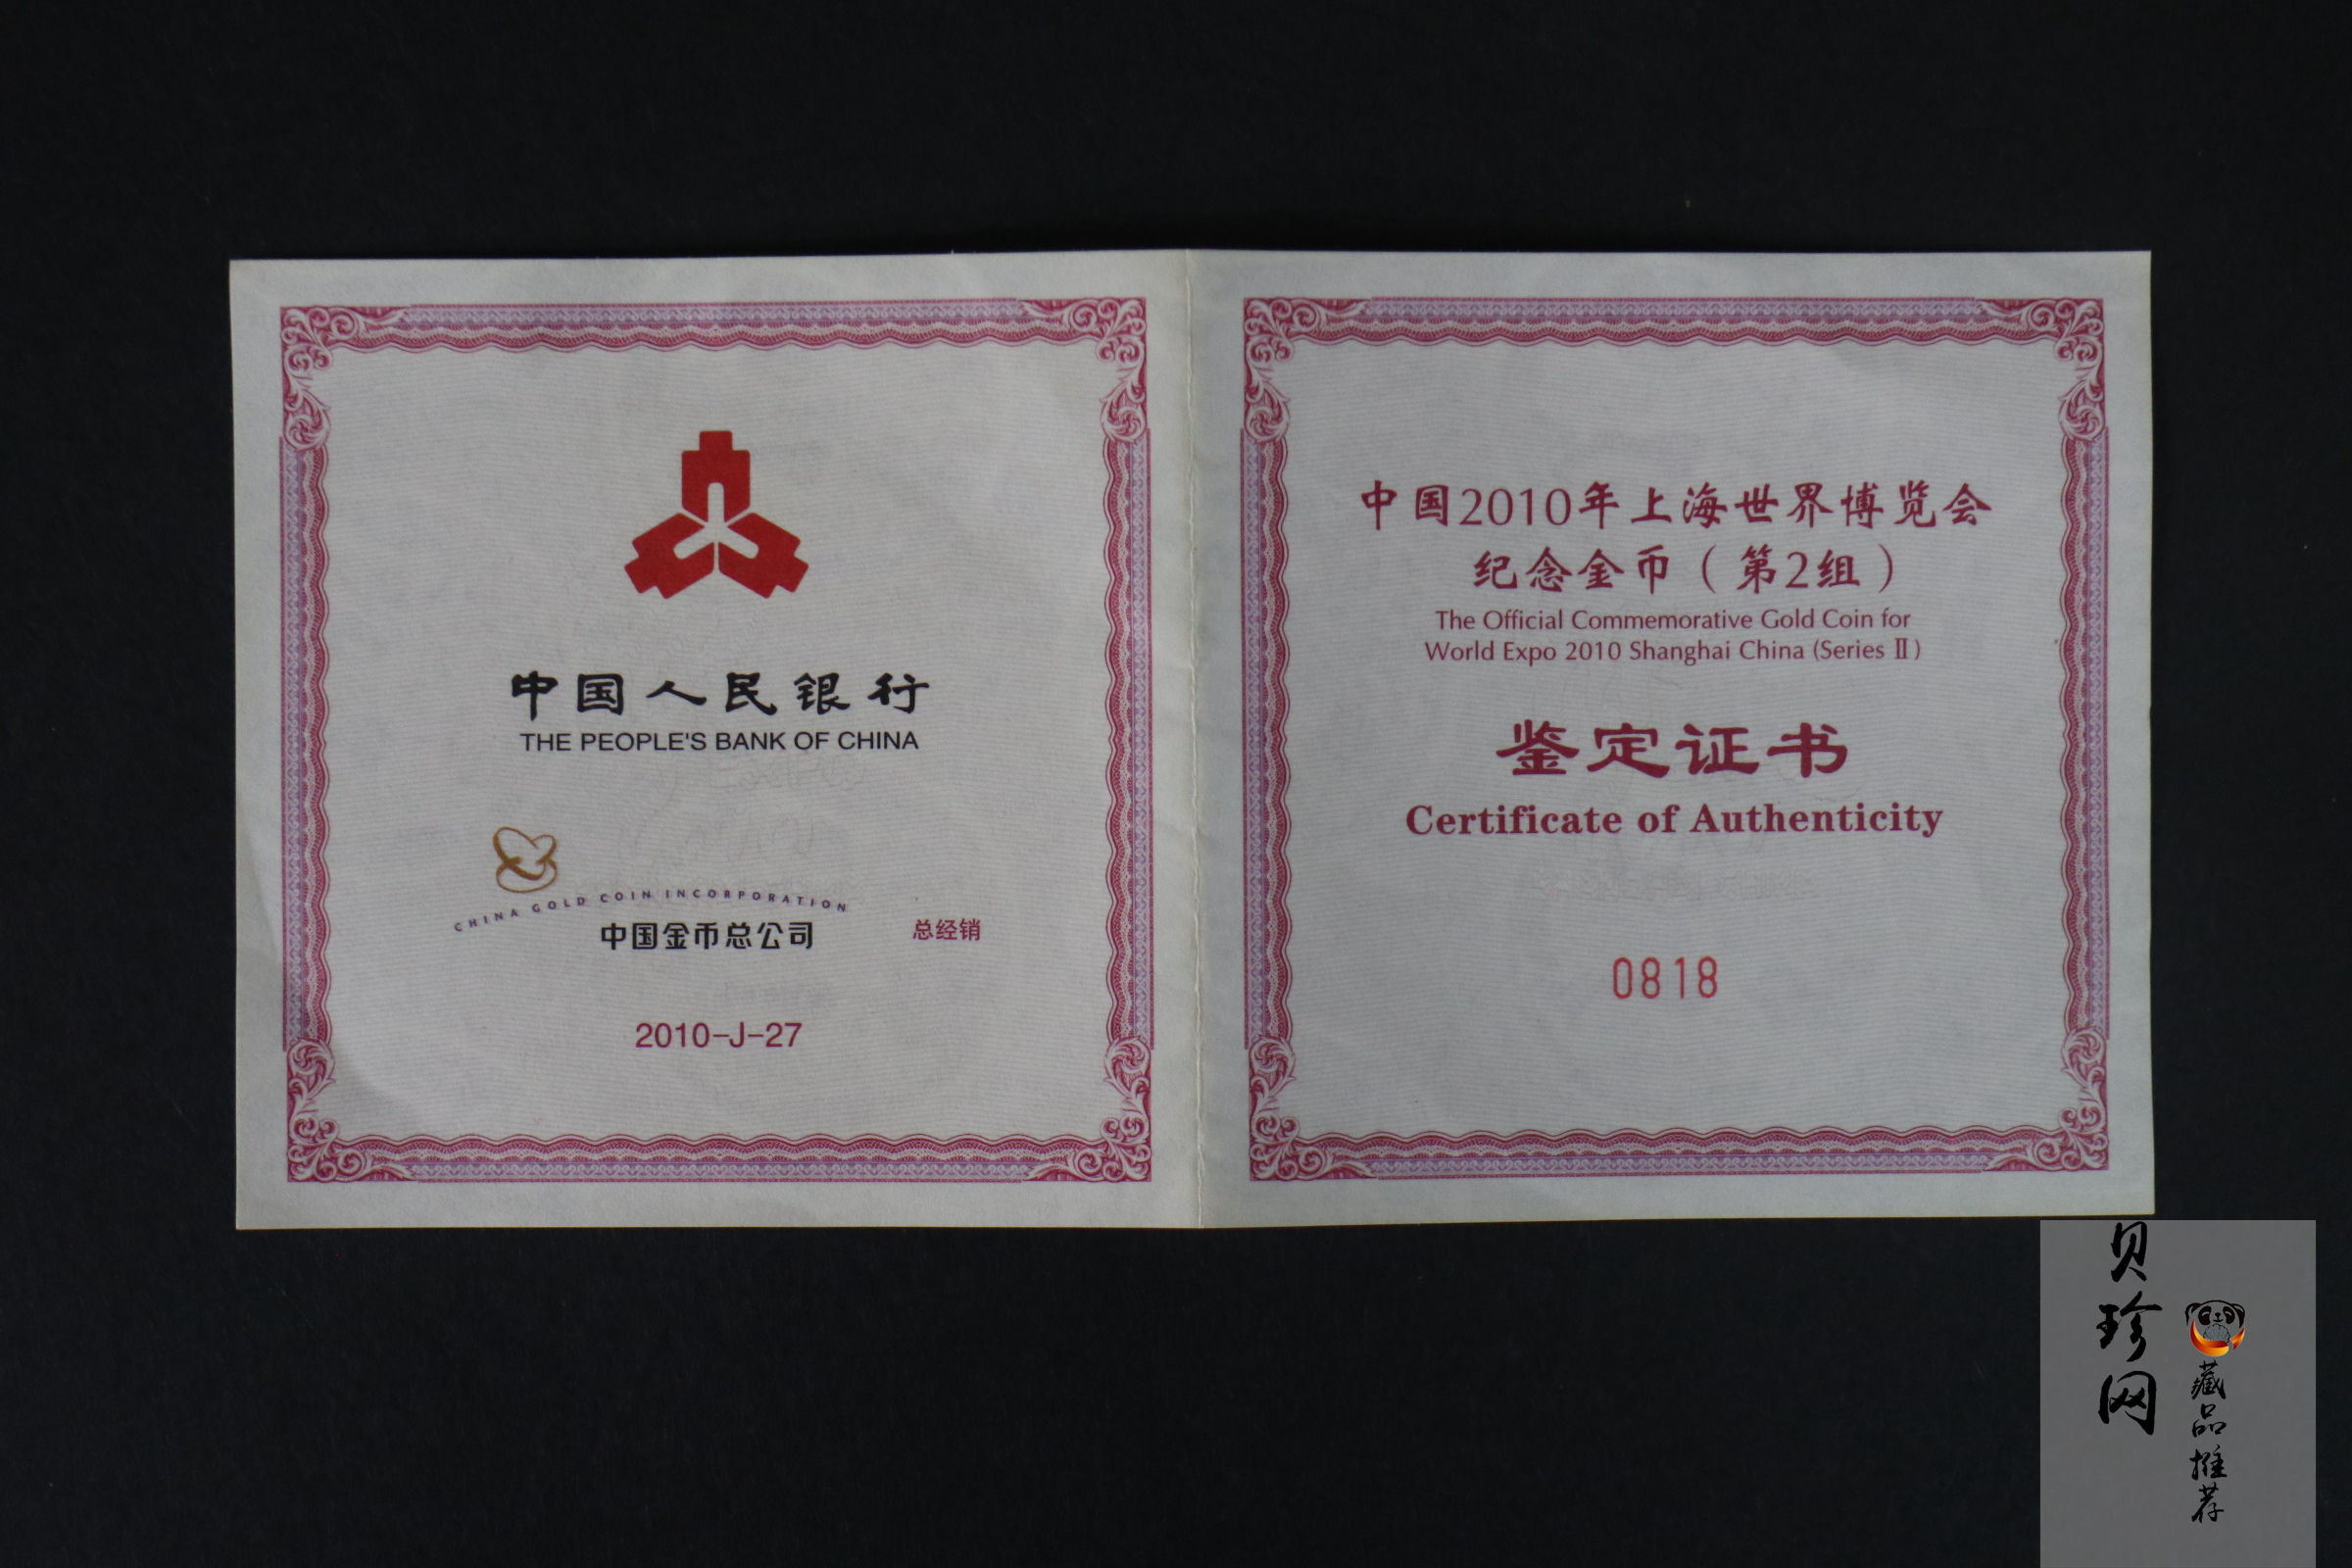 中国人民银行
THE PEOPLE'S BANK OF CHINA
CHINA GOLD COIN INCORPORATION
中国金币总公司
总经销
2010-J-27
中国2010年上海世界博览会
纪念金币（第2组）
The Official Commemorative Gold Coin for
World Expo 2010 Shanghai China (Series Ⅱ)
鉴定证书
Certificate of Authenticity
0818
贝珍网
藏品推荐